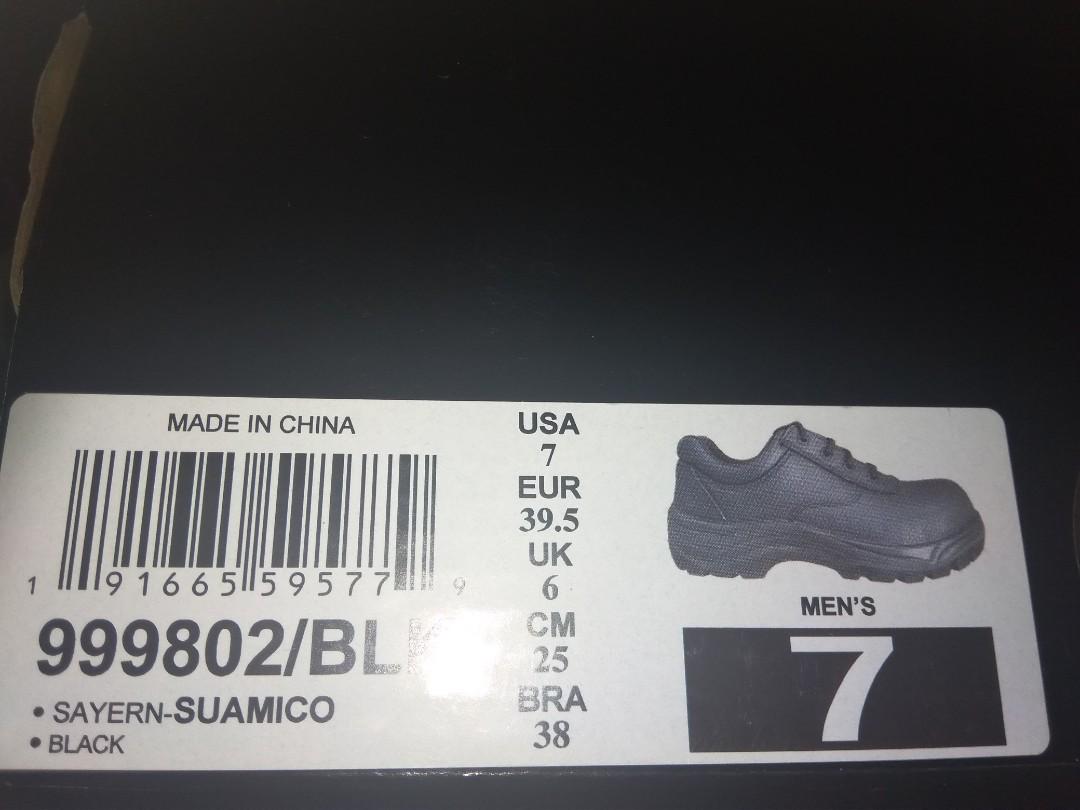 MADE IN CHINA
1 91665 59577 9
999802/BLK
• SAYERN-SUAMICO
• BLACK
USA
7
EUR
39.5
UK
6
CM
25
BRA
38
MEN'S
7